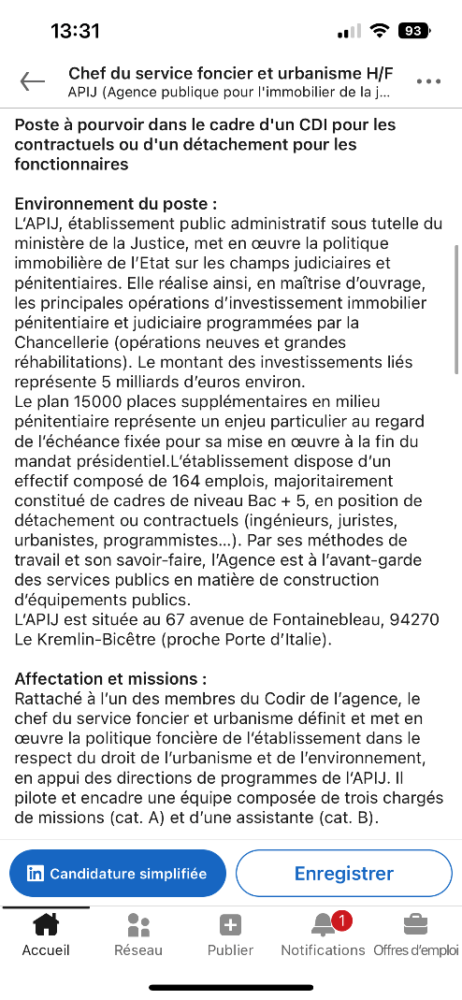 13:31
93
Chef du service foncier et urbanisme H/F
APIJ (Agence publique pour l'immobilier de la j...
Poste à pourvoir dans le cadre d'un CDI pour les
contractuels ou d'un détachement pour les
fonctionnaires
Environnement du poste :
L'APIJ, établissement public administratif sous tutelle du
ministère de la Justice, met en œuvre la politique
immobilière de l'Etat sur les champs judiciaires et
pénitentiaires. Elle réalise ainsi, en maîtrise d'ouvrage,
les principales opérations d'investissement immobilier
pénitentiaire et judiciaire programmées par la
Chancellerie (opérations neuves et grandes
réhabilitations). Le montant des investissements liés
représente 5 milliards d'euros environ.
Le plan 15000 places supplémentaires en milieu
pénitentiaire représente un enjeu particulier au regard
de l'échéance fixée pour sa mise en œuvre à la fin du
mandat présidentiel.L'établissement dispose d'un
effectif composé de 164 emplois, majoritairement
constitué de cadres de niveau Bac + 5, en position de
détachement ou contractuels (ingénieurs, juristes,
urbanistes, programmistes...). Par ses méthodes de
travail et son savoir-faire, l'Agence est à l'avant-garde
des services publics en matière de construction
d'équipements publics.
L'APIJ est située au 67 avenue de Fontainebleau, 94270
Le Kremlin-Bicêtre (proche Porte d'Italie).
Affectation et missions :
Rattaché à l'un des membres du Codir de l'agence, le
chef du service foncier et urbanisme définit et met en
œuvre la politique foncière de l'établissement dans le
respect du droit de l'urbanisme et de l'environnement,
en appui des directions de programmes de l'APIJ. Il
pilote et encadre une équipe composée de trois chargés
de missions (cat. A) et d'une assistante (cat. B).
in Candidature simplifiée
Enregistrer
1
Accueil Réseau Publier Notifications Offres d'emploi